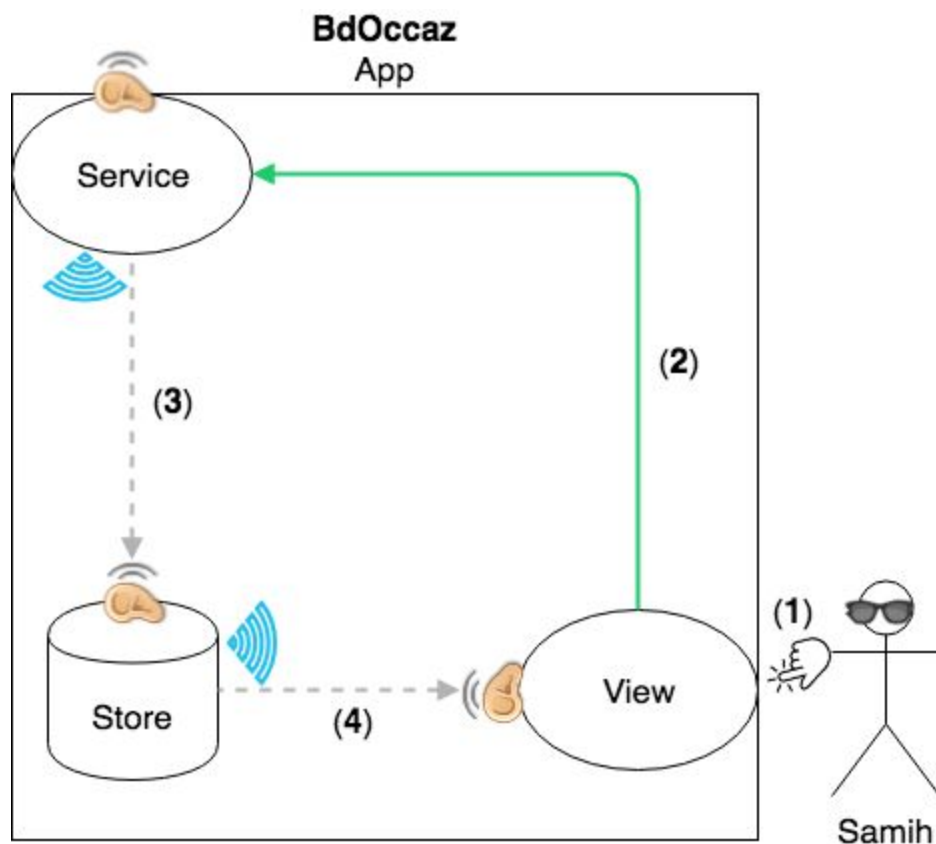 BdOccaz
App
Service
(2)
(3)
(1)
Store
(4)
View
Samih